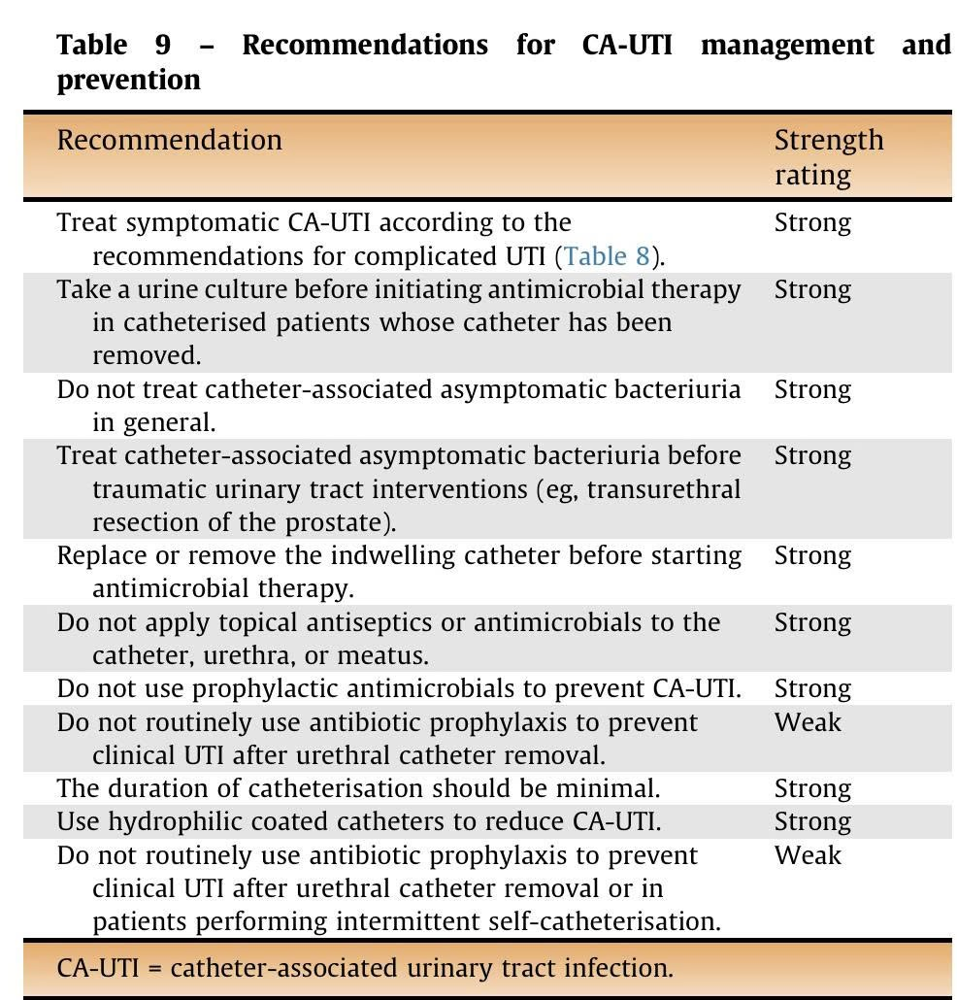 Table 9 – Recommendations for CA-UTI management and
prevention
Recommendation Strength
rating
Treat symptomatic CA-UTI according to the Strong
recommendations for complicated UTI (Table 8).
Take a urine culture before initiating antimicrobial therapy Strong
in catheterised patients whose catheter has been
removed.
Do not treat catheter-associated asymptomatic bacteriuria Strong
in general.
Treat catheter-associated asymptomatic bacteriuria before Strong
traumatic urinary tract interventions (eg, transurethral
resection of the prostate).
Replace or remove the indwelling catheter before starting Strong
antimicrobial therapy.
Do not apply topical antiseptics or antimicrobials to the Strong
catheter, urethra, or meatus.
Do not use prophylactic antimicrobials to prevent CA-UTI. Strong
Do not routinely use antibiotic prophylaxis to prevent Weak
clinical UTI after urethral catheter removal.
The duration of catheterisation should be minimal. Strong
Use hydrophilic coated catheters to reduce CA-UTI. Strong
Do not routinely use antibiotic prophylaxis to prevent Weak
clinical UTI after urethral catheter removal or in
patients performing intermittent self-catheterisation.
CA-UTI = catheter-associated urinary tract infection.